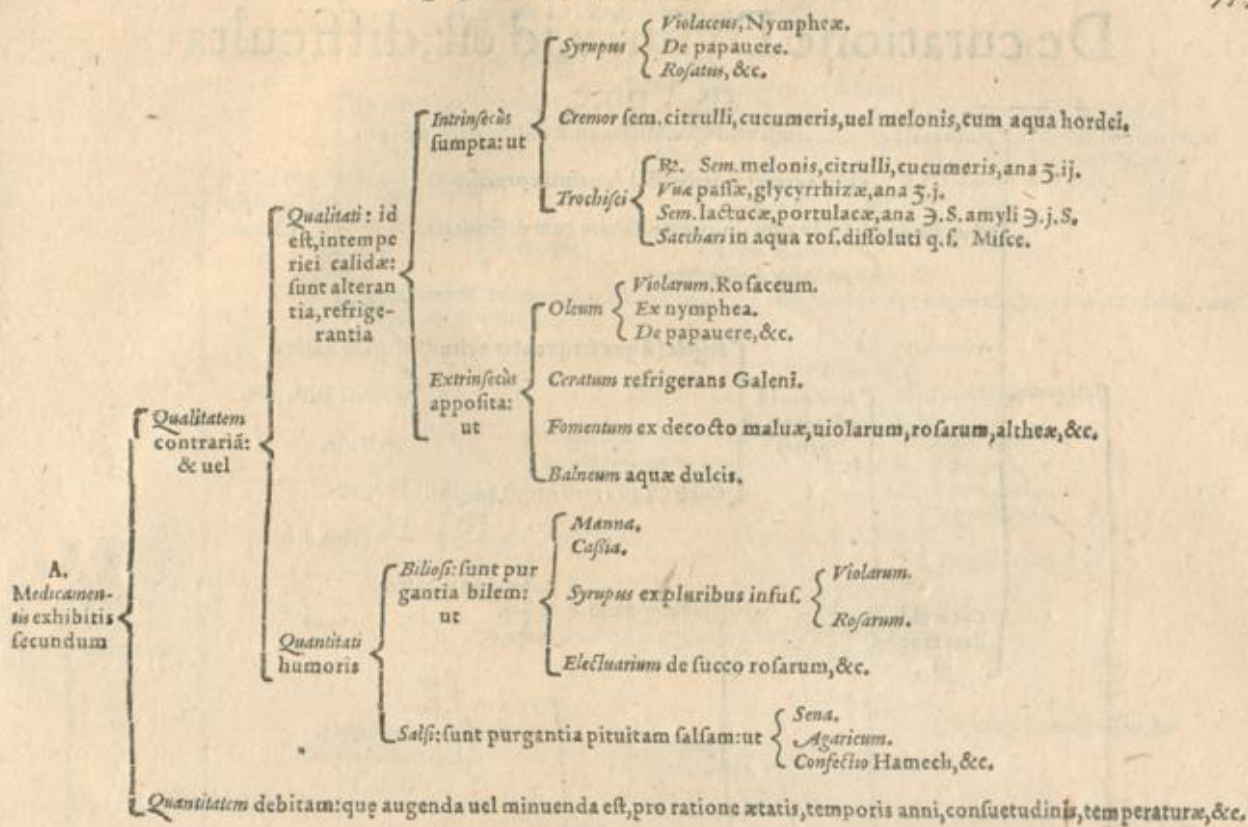 Syrupus
Violaceus, Nympheæ.
De papauere.
Rosatus, &c.
Intrinsecùs
sumpta: ut
Cremor sem. citrulli, cucumeris, uel melonis, cum aqua hordei.
Trochisci
℞. Sem. melonis, citrulli, cucumeris, ana ʒ.ij.
Vuæ passæ, glycyrrhizæ, ana ʒ.j.
Sem. lactucæ, portulacæ, ana ℈.S. amyli ℈.j.S.
Sacchari in aqua ros. dissoluti q.s. Misce.
Qualitati: id
est, intempe
riei calidæ:
sunt alteran
tia, refrige-
rantia
Extrinsecùs
apposita:
ut
Oleum
Violarum. Rosaceum.
Ex nymphea.
De papauere, &c.
Ceratum refrigerans Galeni.
Fomentum ex decocto maluæ, uiolarum, rosarum, altheæ, &c.
Balneum aquæ dulcis.
Qualitatem
contrariā:
& uel
A.
Medicamen-
tis exhibitis
secundum
Quantitati
humoris
Biliosi: sunt pur
gantia bilem:
ut
Manna.
Cassia.
Syrupus ex pluribus infus.
Violarum.
Rosarum.
Electuarium de succo rosarum, &c.
Salsi: sunt purgantia pituitam salsam: ut
Sena.
Agaricum.
Confectio Hamech, &c.
Quantitatem debitam: quę augenda uel minuenda est, pro ratione ætatis, temporis anni, consuetudinis, temperaturæ, &c.